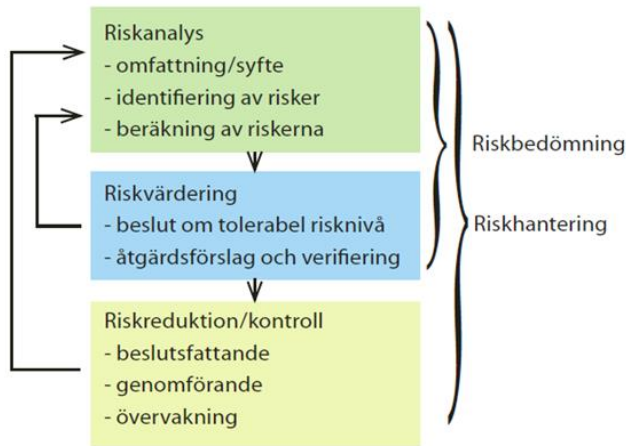 Riskanalys
- omfattning/syfte
- identifiering av risker
- beräkning av riskerna
Riskbedömning
Riskvärdering
- beslut om tolerabel risknivå
- åtgärdsförslag och verifiering
Riskhantering
Riskreduktion/kontroll
- beslutsfattande
- genomförande
- övervakning